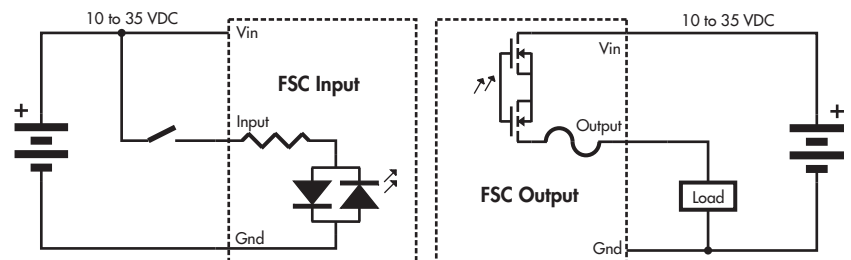 10 to 35 VDC
Vin
FSC Input
+
Input
Gnd
10 to 35 VDC
Vin
Output
+
FSC Output
Load
Gnd